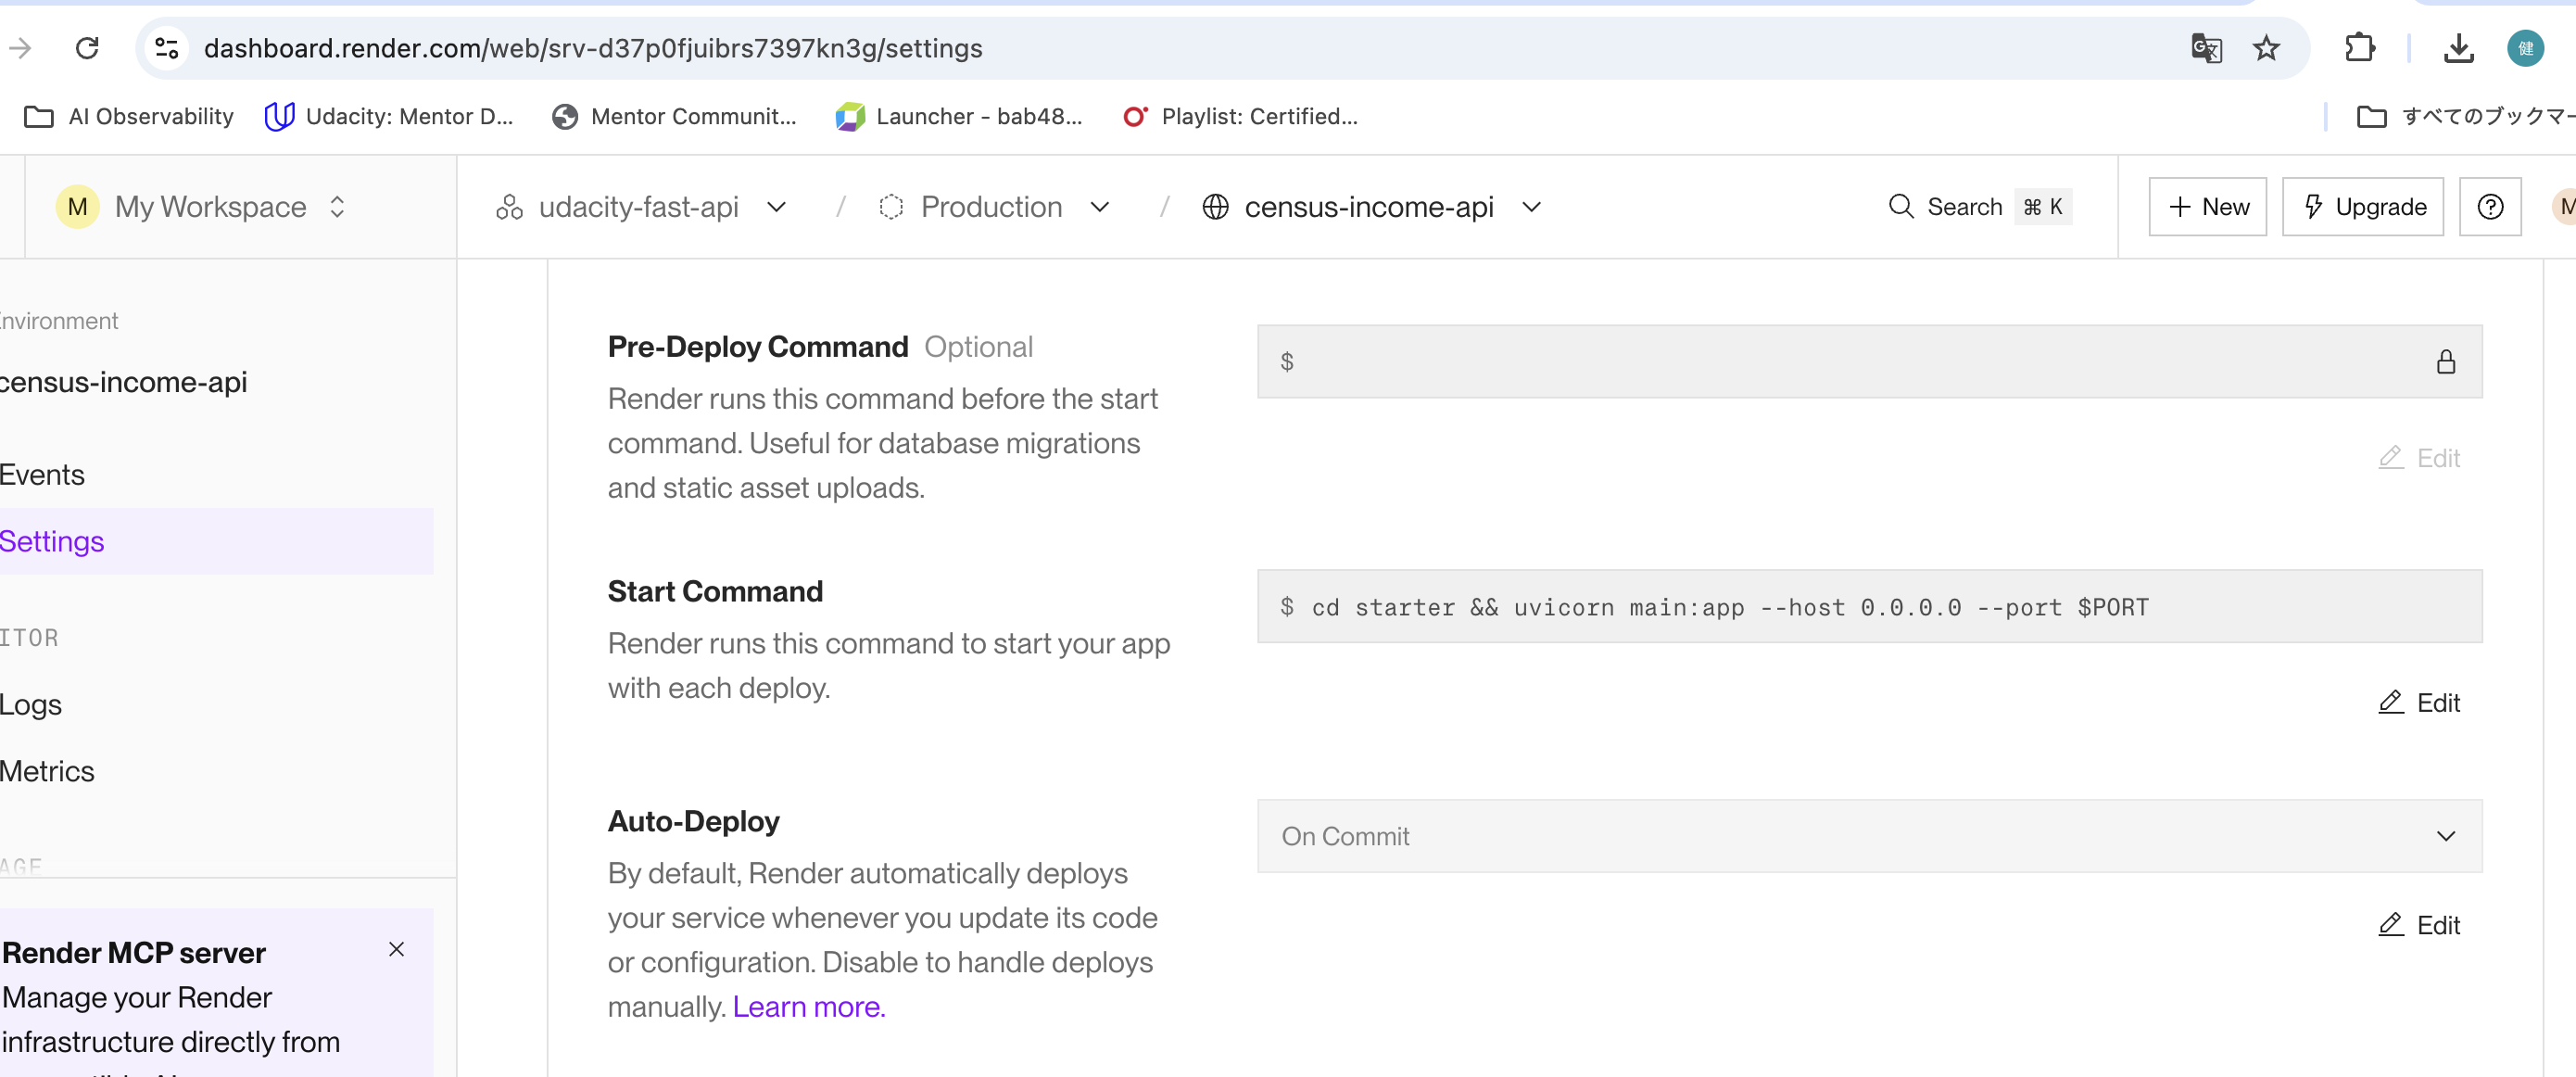 dashboard.render.com/web/srv-d37p0fjuibrs7397kn3g/settings
健
AI Observability
Udacity: Mentor D...
Mentor Communit...
Launcher - bab48...
Playlist: Certified...
すべてのブックマー
M
My Workspace
udacity-fast-api
/
Production
/
census-income-api
Search
⌘ K
+ New
Upgrade
M
nvironment
census-income-api
Events
Settings
ITOR
Logs
Metrics
AGE
Render MCP server
Manage your Render
infrastructure directly from
Pre-Deploy Command Optional
Render runs this command before the start
command. Useful for database migrations
and static asset uploads.
$
Edit
Start Command
Render runs this command to start your app
with each deploy.
$ cd starter && uvicorn main:app --host 0.0.0.0 --port $PORT
Edit
Auto-Deploy
By default, Render automatically deploys
your service whenever you update its code
or configuration. Disable to handle deploys
manually. Learn more.
On Commit
Edit